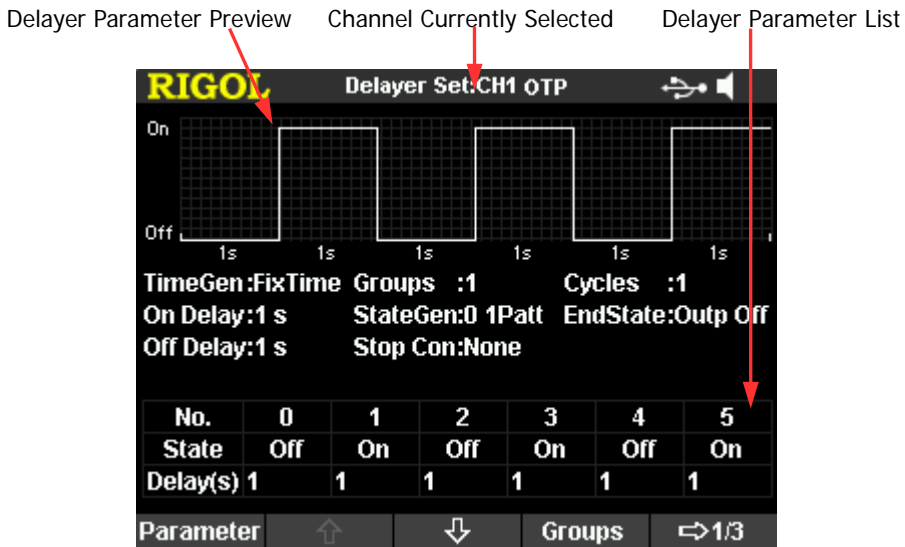 Delayer Parameter Preview Channel Currently Selected Delayer Parameter List
RIGOL Delayer Set:CH1 OTP
On
Off
1s 1s 1s 1s 1s 1s
TimeGen:FixTime Groups :1 Cycles :1
On Delay:1 s StateGen:0 1Patt EndState:Outp Off
Off Delay:1 s Stop Con:None
No. 0 1 2 3 4 5
State Off On Off On Off On
Delay(s) 1 1 1 1 1 1
Parameter Groups 1/3